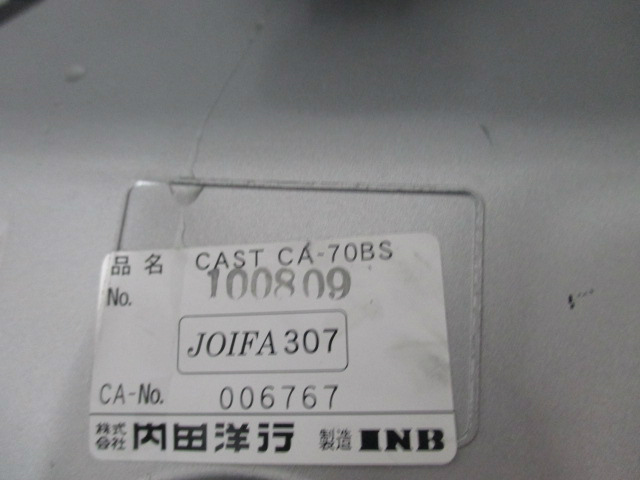 品名 CAST CA-70BS
No. 100809
JOIFA 307
CA-No. 006767
株式会社 内田洋行 製造 INB